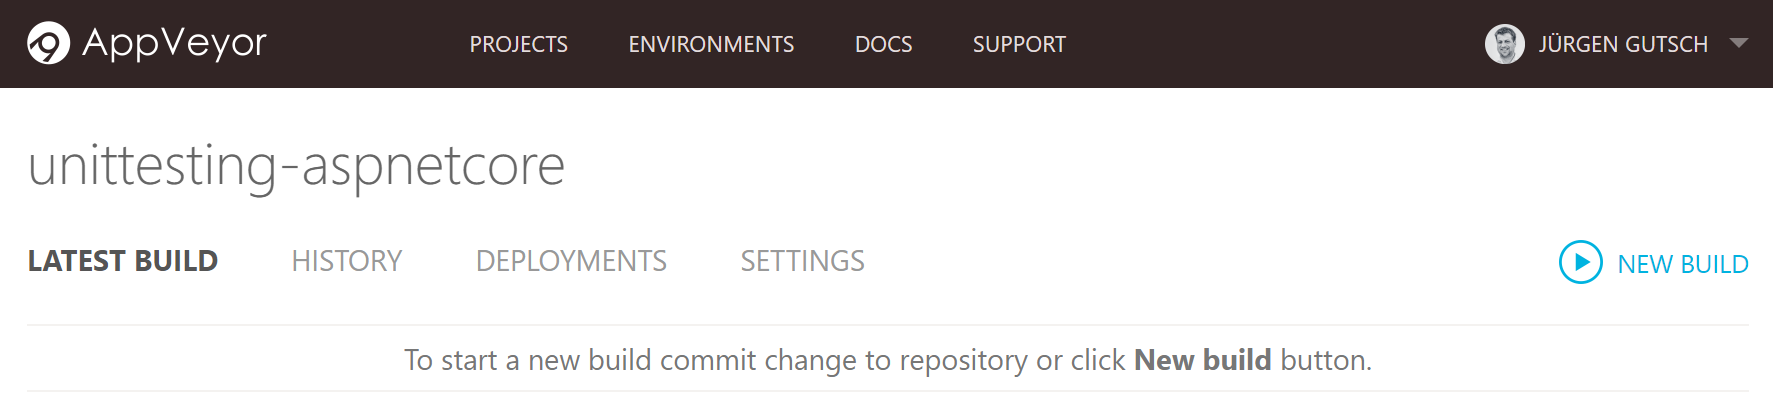 AppVeyor PROJECTS ENVIRONMENTS DOCS SUPPORT JÜRGEN GUTSCH
unittesting-aspnetcore
LATEST BUILD HISTORY DEPLOYMENTS SETTINGS NEW BUILD
To start a new build commit change to repository or click New build button.